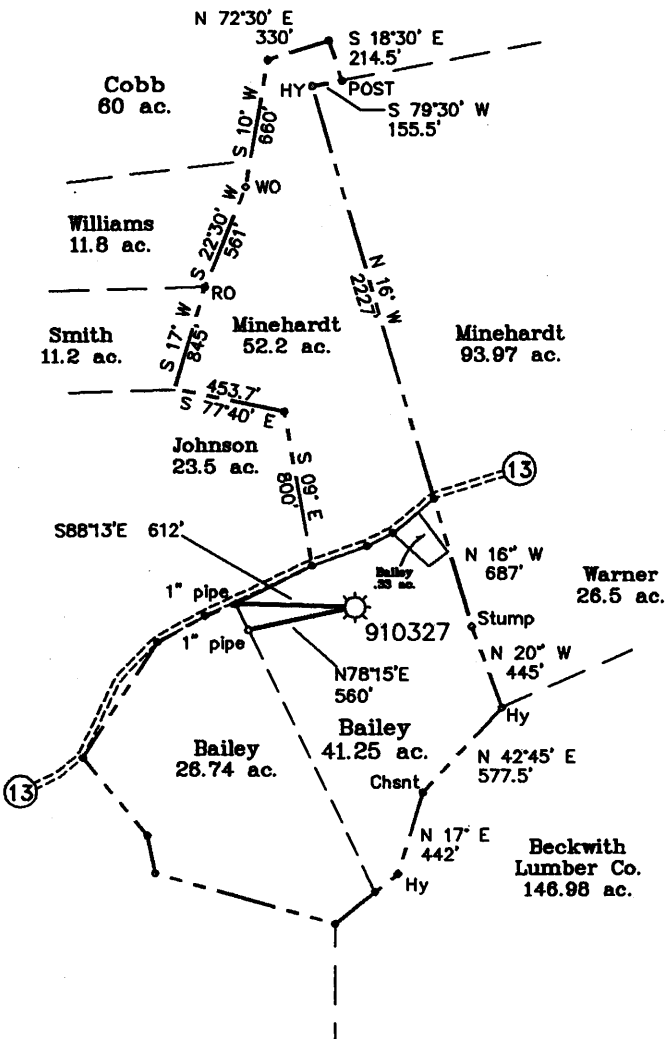 N 72°30' E
330'
S 18°30' E
214.5'
Cobb
60 ac.
HY
POST
S 79°30' W
155.5'
S 10° W
660'
WO
Williams
11.8 ac.
S 22°30' W
561'
RO
N 16° W
2227'
Smith
11.2 ac.
S 17° W
845'
Minehardt
52.2 ac.
Minehardt
93.97 ac.
453.7'
S 77°40' E
Johnson
23.5 ac.
S 09° E
800'
13
S88°13'E 612'
Bailey
.33 ac.
N 16° W
687'
Warner
26.5 ac.
1" pipe
1" pipe
910327
Stump
N78°15'E
560'
N 20° W
445'
Hy
Bailey
41.25 ac.
Bailey
26.74 ac.
N 42°45' E
577.5'
13
Chsnt
N 17° E
442'
Beckwith
Lumber Co.
146.98 ac.
Hy